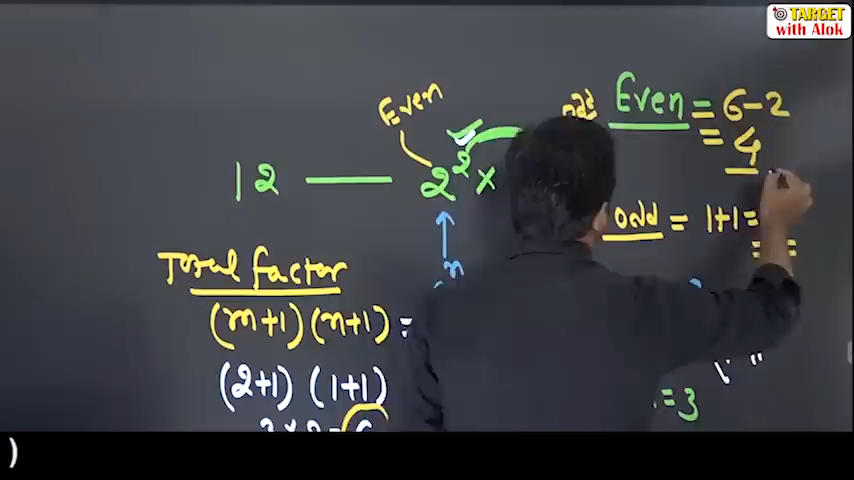 TARGET
with Alok
Even
odd Even = 6-2
= 4
12 — 2² ×
odd = 1+1=
Total factor
m
(m+1) (n+1) =
(2+1) (1+1)
=3
)